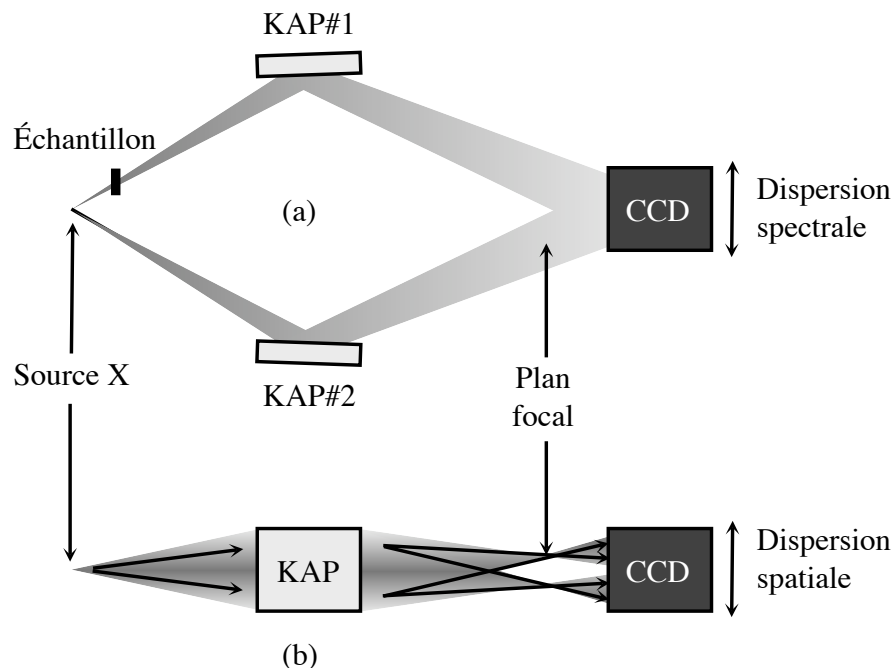 KAP#1
Échantillon
(a)
CCD
Dispersion
spectrale
Source X
KAP#2
Plan
focal
KAP
CCD
Dispersion
spatiale
(b)